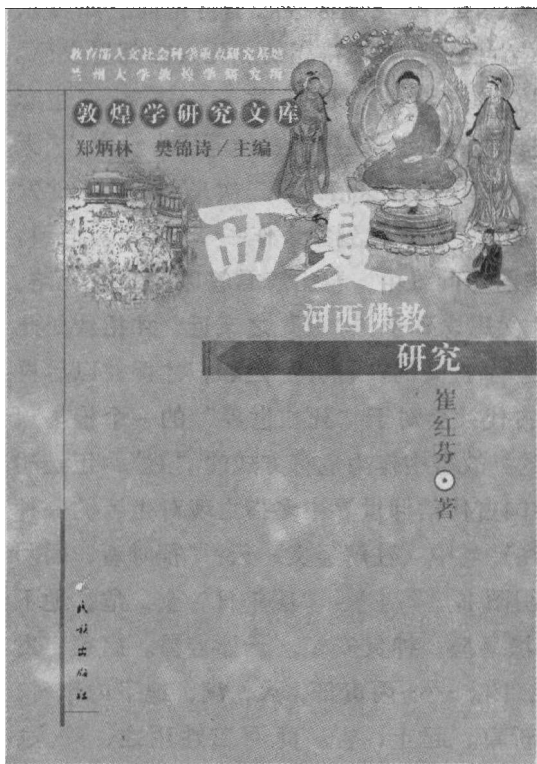 教育部人文社会科学重点研究基地
兰州大学敦煌学研究所
敦煌学研究文库
郑炳林 樊锦诗/主编
西夏
河西佛教
研究
崔红芬 著
民族出版社